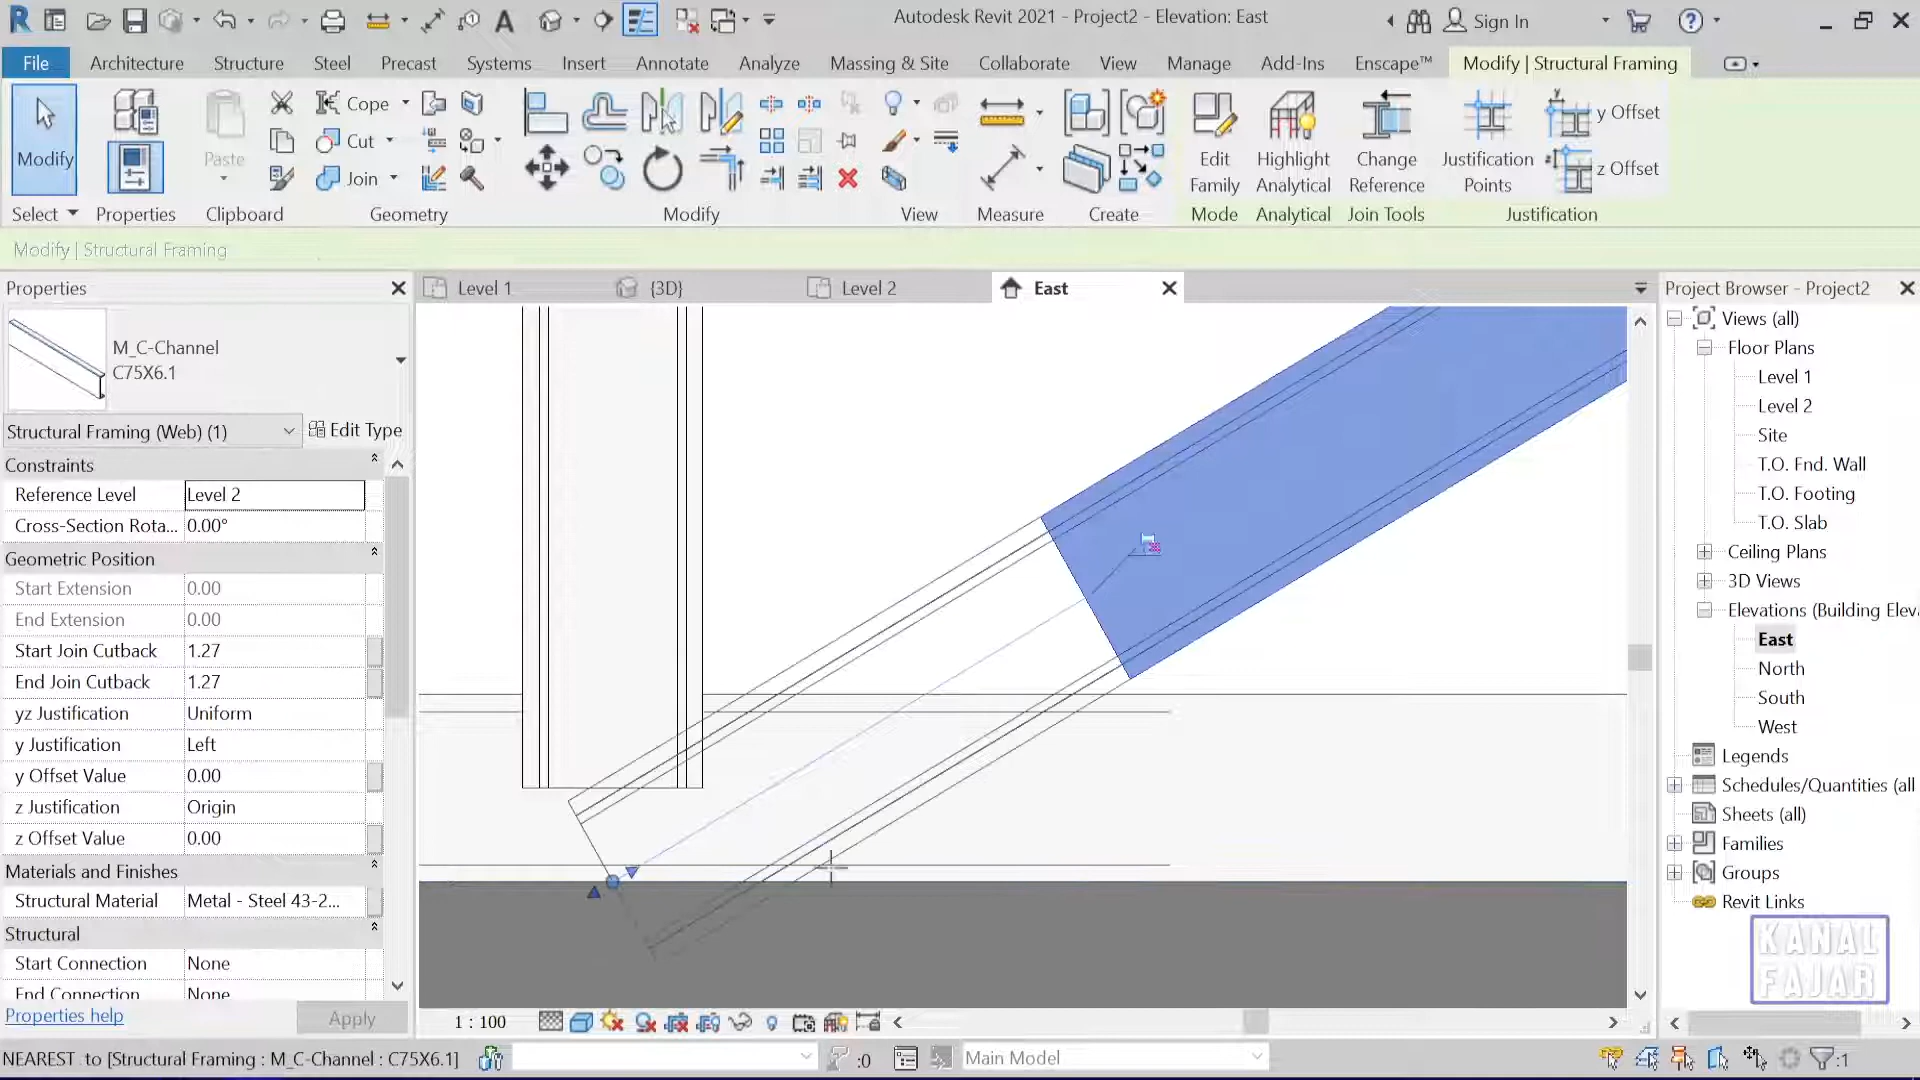 Autodesk Revit 2021 - Project2 - Elevation: East
Sign In
File
Architecture
Structure
Steel
Precast
Systems
Insert
Annotate
Analyze
Massing & Site
Collaborate
View
Manage
Add-Ins
Enscape™
Modify | Structural Framing
Modify
Paste
Cope
Cut
Join
Edit
Family
Highlight
Analytical
Change
Reference
Justification
Points
y Offset
z Offset
Select
Properties
Clipboard
Geometry
Modify
View
Measure
Create
Mode
Analytical
Join Tools
Justification
Modify | Structural Framing
Properties
Level 1
{3D}
Level 2
East
Project Browser - Project2
M_C-Channel
C75X6.1
Structural Framing (Web) (1)
Edit Type
Constraints
Reference Level
Level 2
Cross-Section Rota...
0.00°
Geometric Position
Start Extension
0.00
End Extension
0.00
Start Join Cutback
1.27
End Join Cutback
1.27
yz Justification
Uniform
y Justification
Left
y Offset Value
0.00
z Justification
Origin
z Offset Value
0.00
Materials and Finishes
Structural Material
Metal - Steel 43-2...
Structural
Start Connection
None
End Connection
None
Properties help
Apply
Views (all)
Floor Plans
Level 1
Level 2
Site
T.O. Fnd. Wall
T.O. Footing
T.O. Slab
Ceiling Plans
3D Views
Elevations (Building Elev
East
North
South
West
Legends
Schedules/Quantities (all
Sheets (all)
Families
Groups
Revit Links
KANAL
FAJAR
1 : 100
NEAREST to [Structural Framing : M_C-Channel : C75X6.1]
:0
Main Model
:1